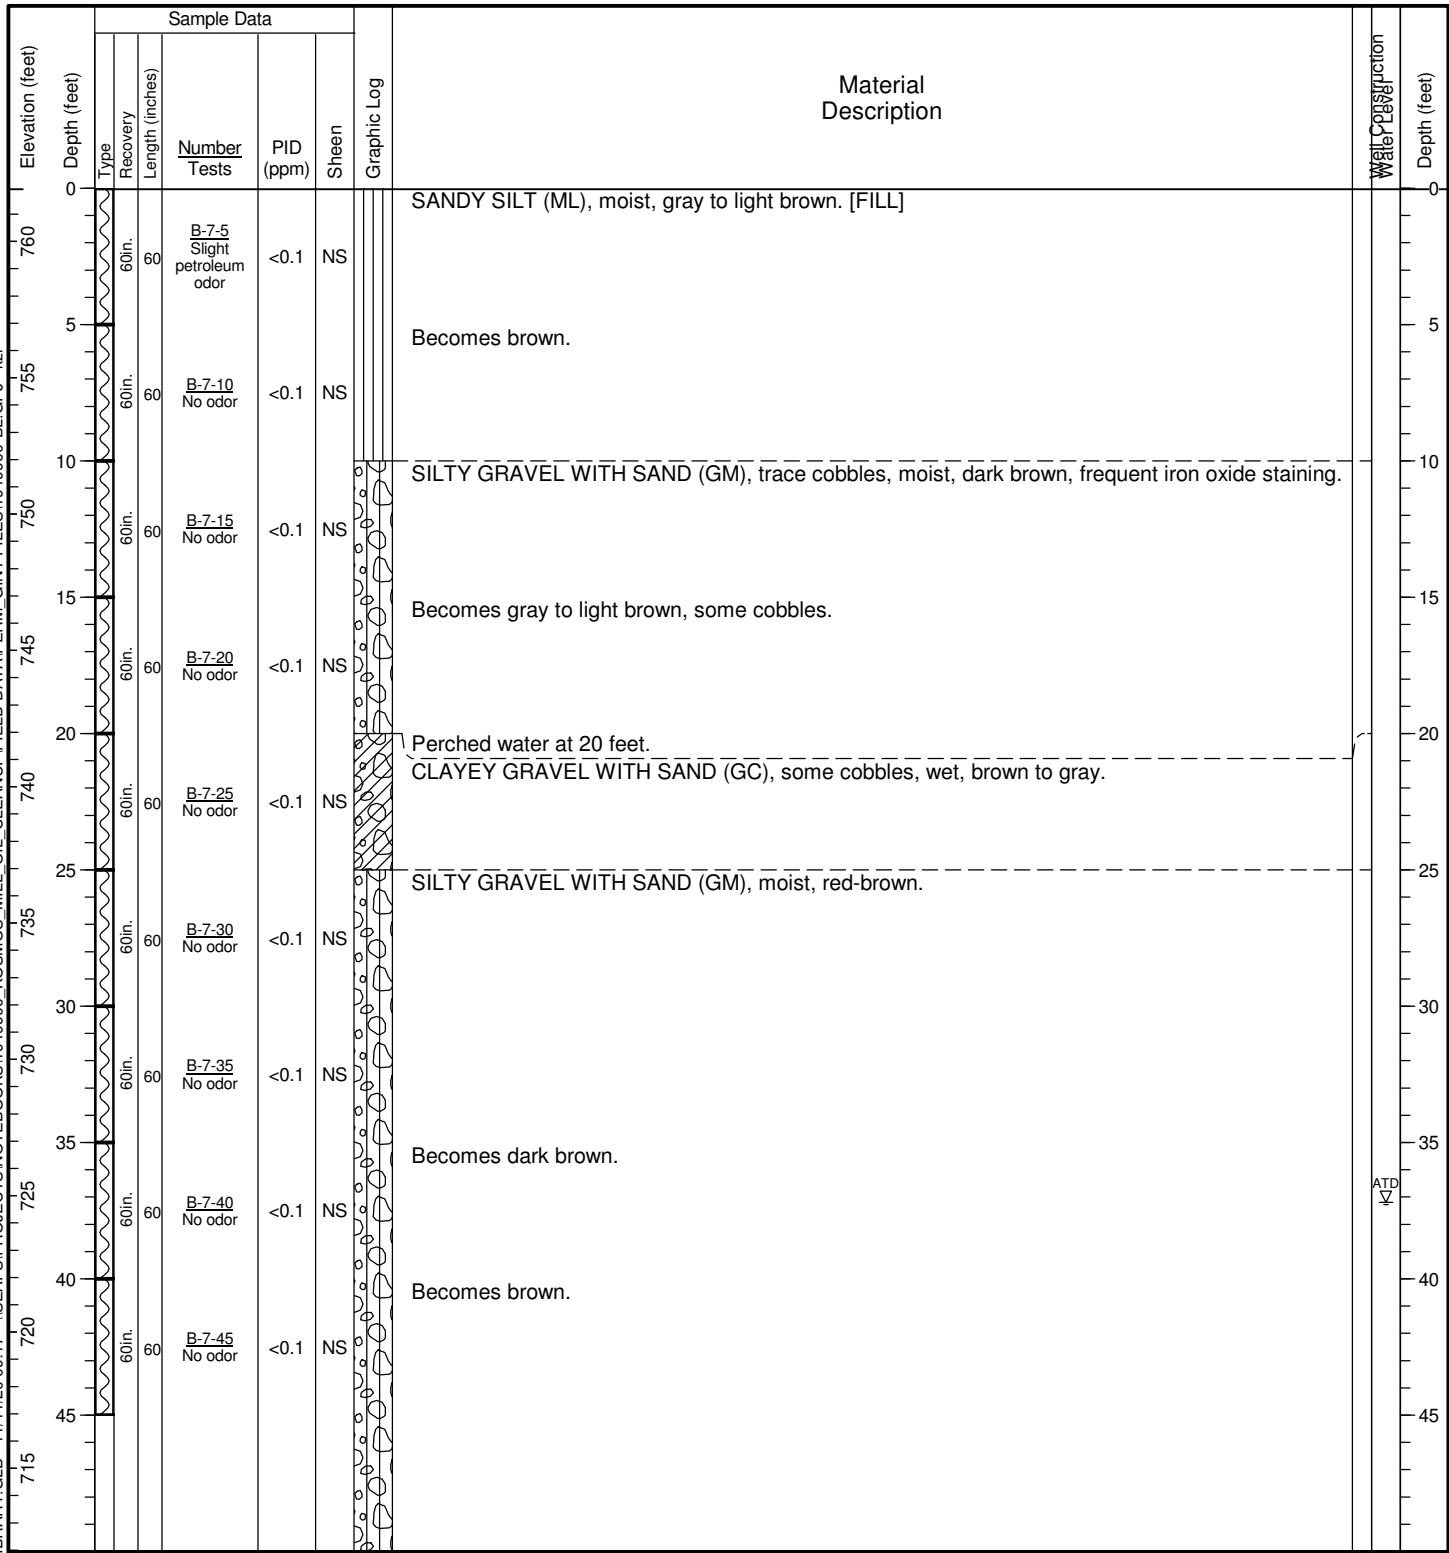 Sample Data
Elevation (feet)
Depth (feet)
Type
Recovery
Length (inches)
Number
Tests
PID
(ppm)
Sheen
Graphic Log
Material
Description
Well Construction
Water Level
Depth (feet)
0
SANDY SILT (ML), moist, gray to light brown. [FILL]
0
760
60in.
60
B-7-5
Slight
petroleum
odor
<0.1
NS
5
Becomes brown.
5
755
60in.
60
B-7-10
No odor
<0.1
NS
10
SILTY GRAVEL WITH SAND (GM), trace cobbles, moist, dark brown, frequent iron oxide staining.
10
750
60in.
60
B-7-15
No odor
<0.1
NS
15
Becomes gray to light brown, some cobbles.
15
745
60in.
60
B-7-20
No odor
<0.1
NS
20
Perched water at 20 feet.
20
CLAYEY GRAVEL WITH SAND (GC), some cobbles, wet, brown to gray.
740
60in.
60
B-7-25
No odor
<0.1
NS
25
SILTY GRAVEL WITH SAND (GM), moist, red-brown.
25
735
60in.
60
B-7-30
No odor
<0.1
NS
30
30
730
60in.
60
B-7-35
No odor
<0.1
NS
35
Becomes dark brown.
35
725
60in.
60
B-7-40
No odor
<0.1
NS
ATD
40
Becomes brown.
40
720
60in.
60
B-7-45
No odor
<0.1
NS
45
45
715